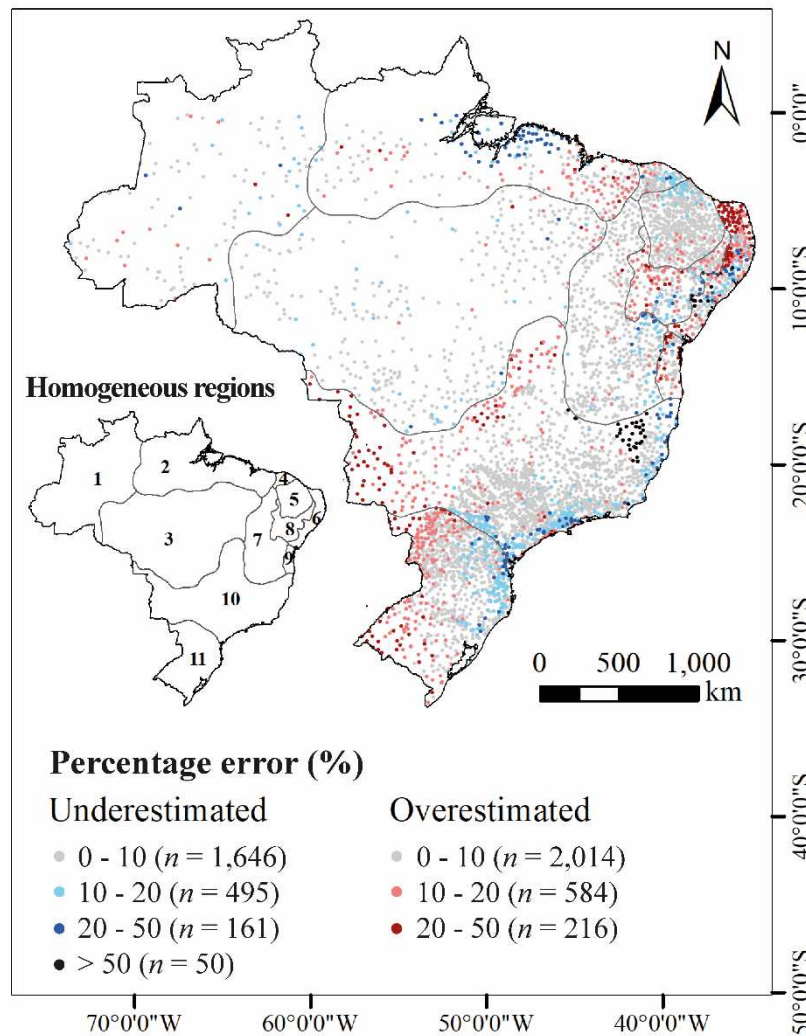 N
0°0'0"
10°0'0"S
20°0'0"S
30°0'0"S
40°0'0"S
50°0'0"S
Homogeneous regions
1
2
3
4
5
6
7
8
9
10
11
0 500 1,000
km
Percentage error (%)
Underestimated Overestimated
0 - 10 (n = 1,646) 0 - 10 (n = 2,014)
10 - 20 (n = 495) 10 - 20 (n = 584)
20 - 50 (n = 161) 20 - 50 (n = 216)
> 50 (n = 50)
70°0'0"W 60°0'0"W 50°0'0"W 40°0'0"W